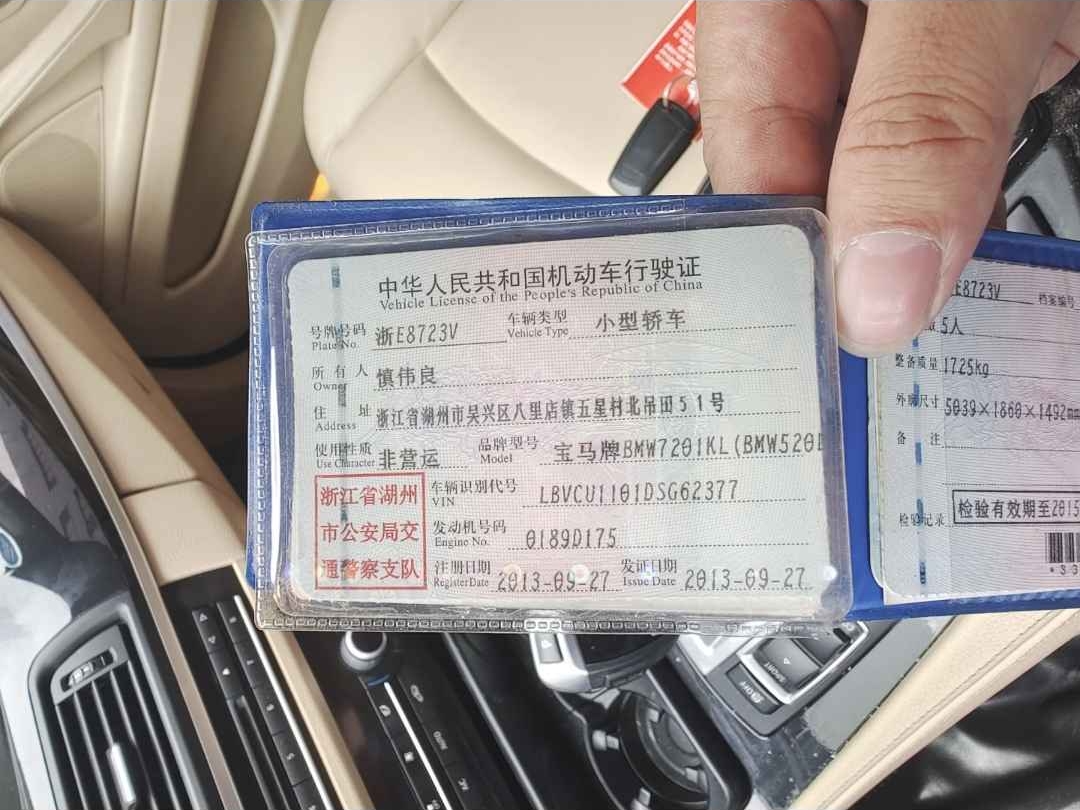 中华人民共和国机动车行驶证
Vehicle License of the People's Republic of China
号牌号码 浙E8723V 车辆类型 小型轿车
Plate No. Vehicle Type
所有人 慎伟良
Owner
住址 浙江省湖州市吴兴区八里店镇五星村北吊田51号
Address
使用性质 非营运 品牌型号 宝马牌BMW7201KL(BMW520
Use Character Model
浙江省湖州
市公安局交
通警察支队
车辆识别代号 LBVCU1101DSG62377
VIN
发动机号码 0189D175
Engine No.
注册日期 2013-09-27 发证日期 2013-09-27
Register Date Issue Date
E8723V 档案编号
5人
整备质量 1725kg
外廓尺寸 5039×1860×1492mm
备注
检验记录 检验有效期至2015
*S3
OFF
SPORT
AUTO
AC